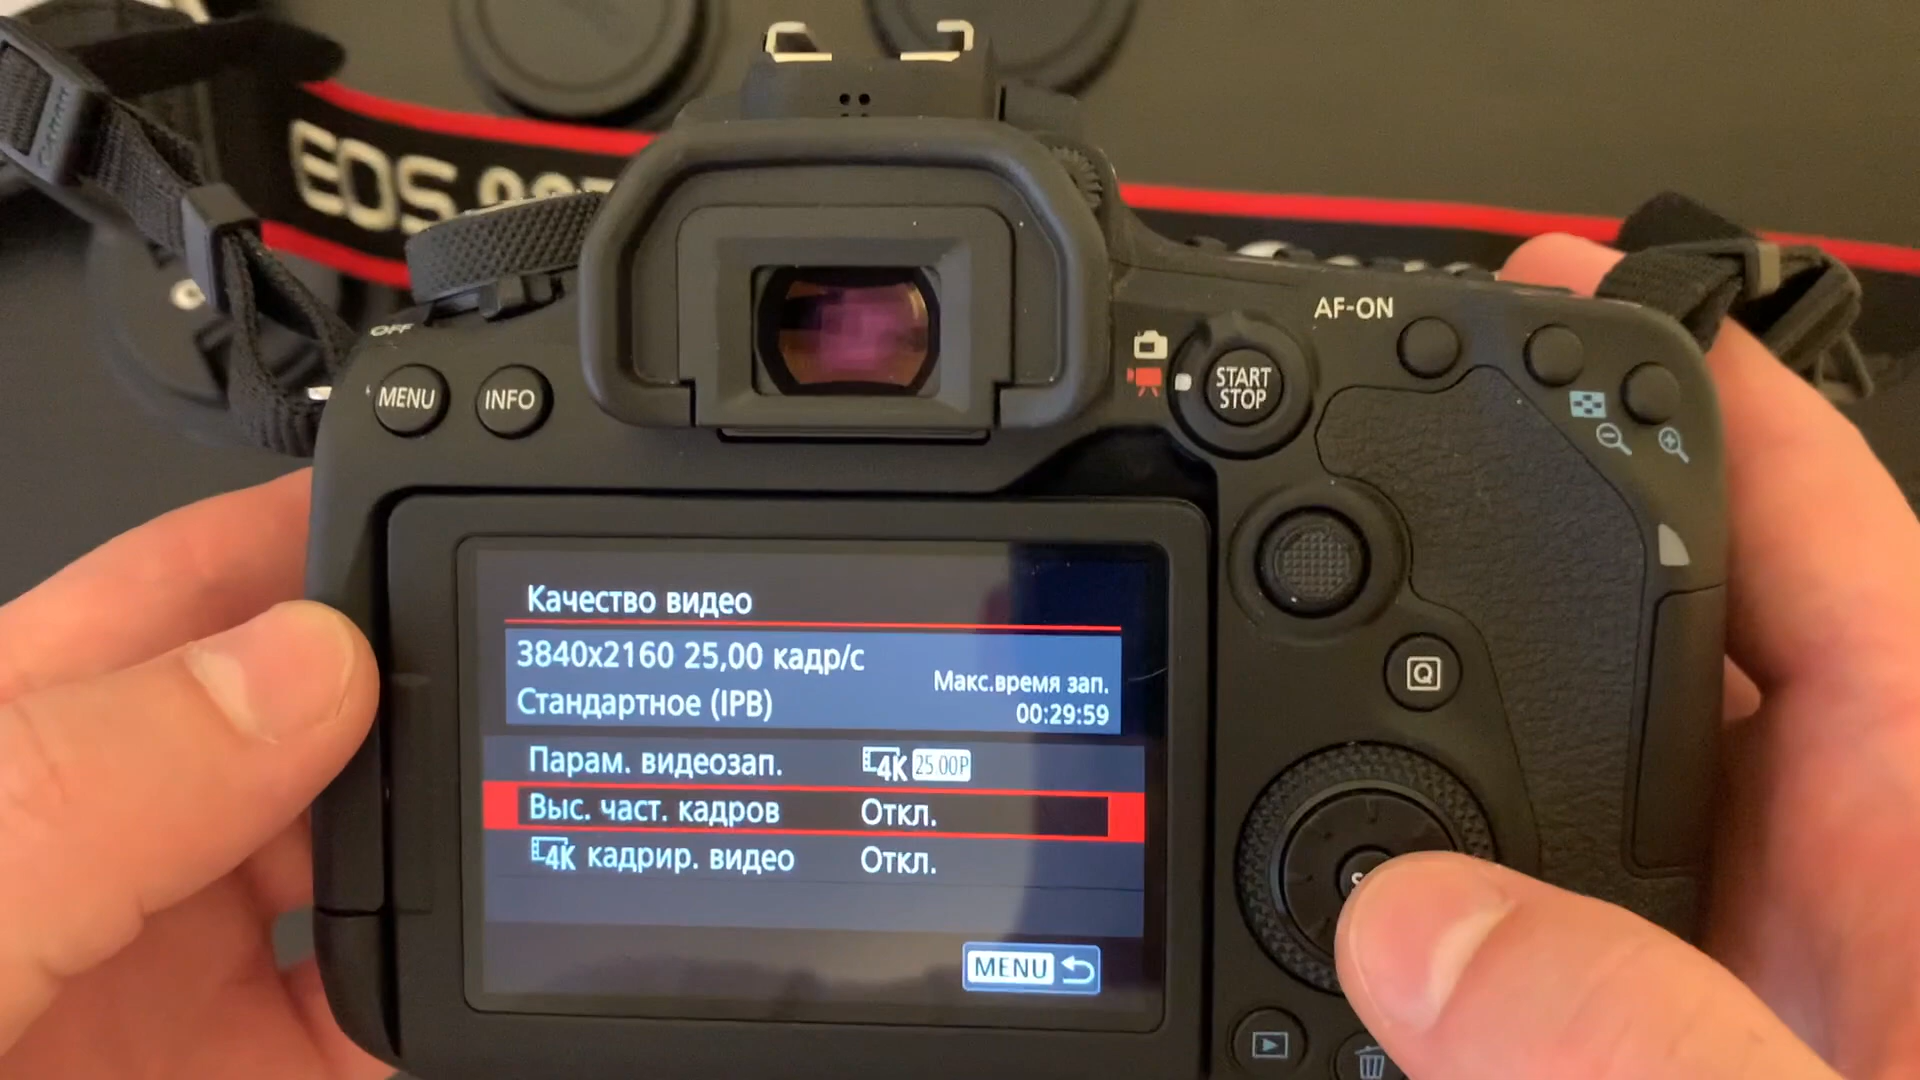 EOS
OFF
MENU
INFO
START
STOP
AF-ON
Q
Качество видео
3840x2160 25,00 кадр/с
Стандартное (IPB)
Макс.время зап.
00:29:59
Парам. видеозап. 4K 25.00P
Выс. част. кадров Откл.
4K кадрир. видео Откл.
MENU